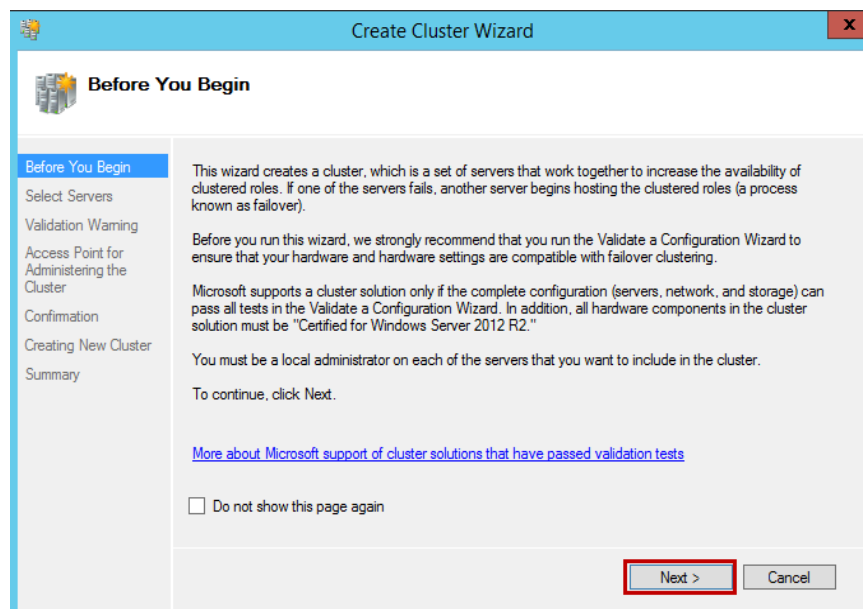 Create Cluster Wizard
x
Before You Begin
Before You Begin
Select Servers
Validation Warning
Access Point for
Administering the
Cluster
Confirmation
Creating New Cluster
Summary
This wizard creates a cluster, which is a set of servers that work together to increase the availability of
clustered roles. If one of the servers fails, another server begins hosting the clustered roles (a process
known as failover).
Before you run this wizard, we strongly recommend that you run the Validate a Configuration Wizard to
ensure that your hardware and hardware settings are compatible with failover clustering.
Microsoft supports a cluster solution only if the complete configuration (servers, network, and storage) can
pass all tests in the Validate a Configuration Wizard. In addition, all hardware components in the cluster
solution must be "Certified for Windows Server 2012 R2."
You must be a local administrator on each of the servers that you want to include in the cluster.
To continue, click Next.
More about Microsoft support of cluster solutions that have passed validation tests
Do not show this page again
Next >
Cancel